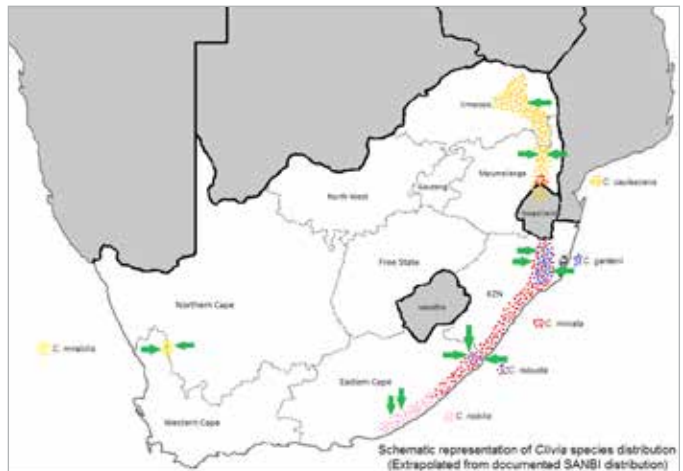 Limpopo
Mpumalanga
C. caulescens
North West
Gauteng
Swaziland
Free State
C. gardenii
KZN
Lesotho
Northern Cape
C. miniata
C. mirabilis
C. robusta
Eastern Cape
Western Cape
C. nobilis
Schematic representation of Clivia species distribution
(Extrapolated from documented SANBI distribution)